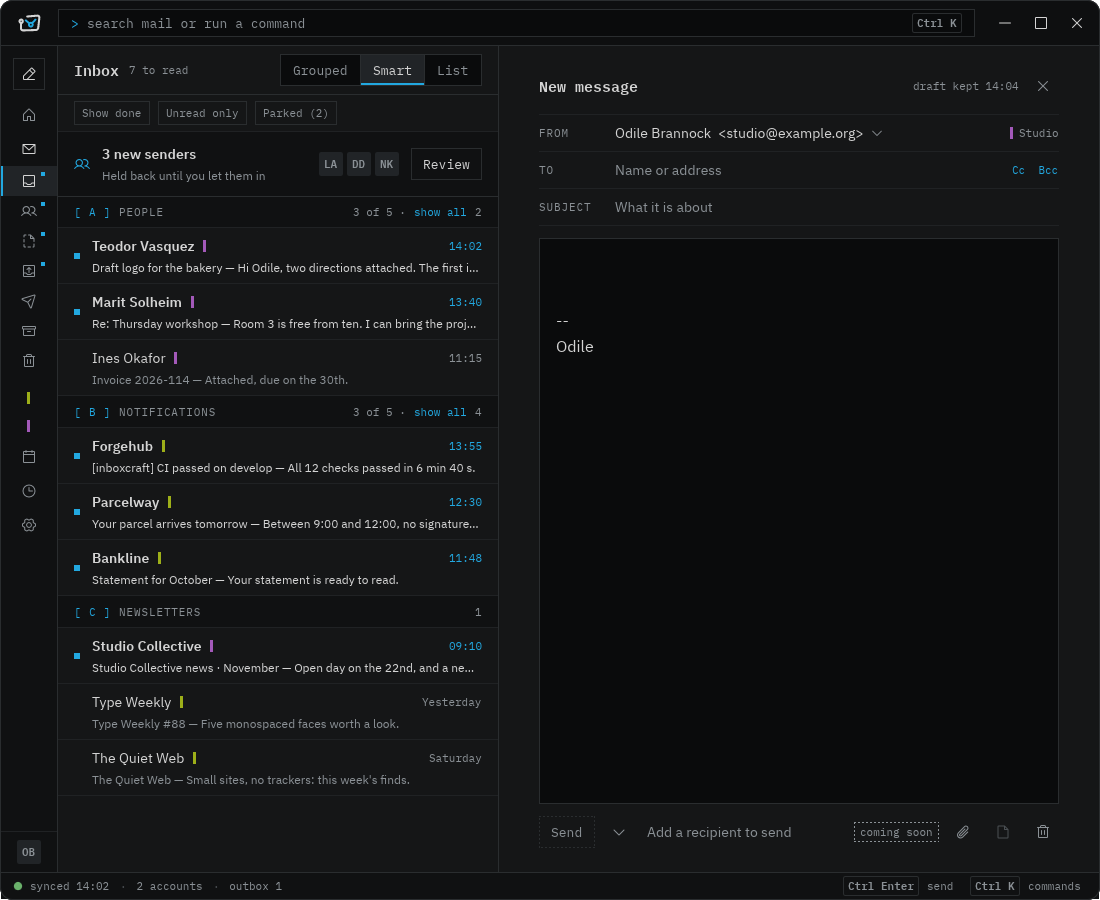 > search mail or run a command Ctrl K
Inbox 7 to read Grouped Smart List
Show done Unread only Parked (2)
3 new senders
Held back until you let them in
LA DD NK Review
[ A ] PEOPLE 3 of 5 · show all 2
Teodor Vasquez 14:02
Draft logo for the bakery — Hi Odile, two directions attached. The first i...
Marit Solheim 13:40
Re: Thursday workshop — Room 3 is free from ten. I can bring the proj...
Ines Okafor 11:15
Invoice 2026-114 — Attached, due on the 30th.
[ B ] NOTIFICATIONS 3 of 5 · show all 4
Forgehub 13:55
[inboxcraft] CI passed on develop — All 12 checks passed in 6 min 40 s.
Parcelway 12:30
Your parcel arrives tomorrow — Between 9:00 and 12:00, no signature...
Bankline 11:48
Statement for October — Your statement is ready to read.
[ C ] NEWSLETTERS 1
Studio Collective 09:10
Studio Collective news · November — Open day on the 22nd, and a ne...
Type Weekly Yesterday
Type Weekly #88 — Five monospaced faces worth a look.
The Quiet Web Saturday
The Quiet Web — Small sites, no trackers: this week's finds.
OB
New message draft kept 14:04
FROM Odile Brannock <studio@example.org> Studio
TO Name or address Cc Bcc
SUBJECT What it is about
--
Odile
Send Add a recipient to send coming soon
synced 14:02 · 2 accounts · outbox 1 Ctrl Enter send Ctrl K commands